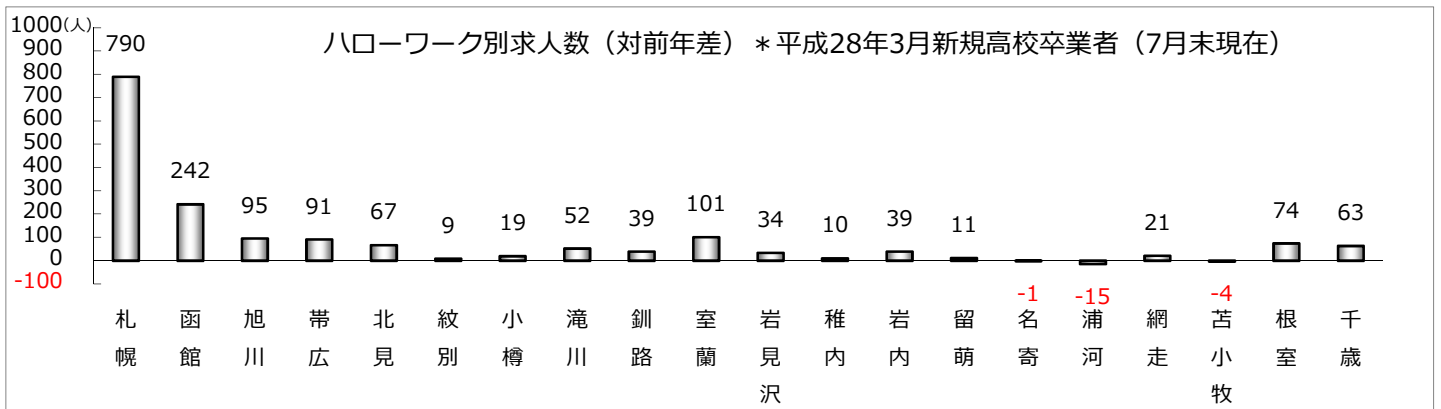 ハローワーク別求人数（対前年差）＊平成28年3月新規高校卒業者（7月末現在）
1000(人)
900
800
700
600
500
400
300
200
100
0
-100
790
242
95
91
67
9
19
52
39
101
34
10
39
11
-1
-15
21
-4
74
63
札幌
函館
旭川
帯広
北見
紋別
小樽
滝川
釧路
室蘭
岩見沢
稚内
岩内
留萌
名寄
浦河
網走
苫小牧
根室
千歳